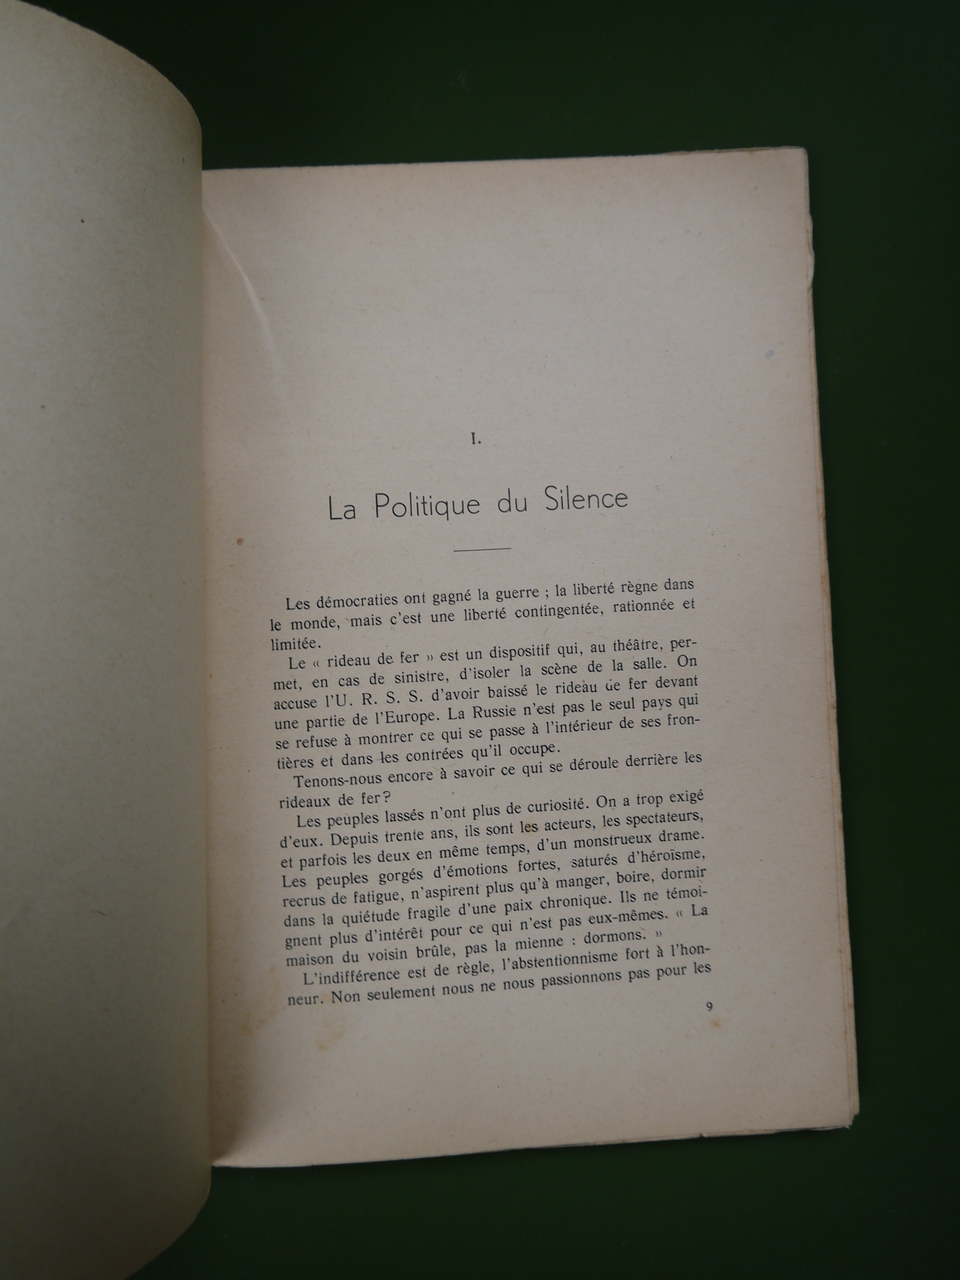 I.
La Politique du Silence
Les démocraties ont gagné la guerre ; la liberté règne dans
le monde, mais c'est une liberté contingentée, rationnée et
limitée.
Le « rideau de fer » est un dispositif qui, au théâtre, per-
met, en cas de sinistre, d'isoler la scène de la salle. On
accuse l'U. R. S. S. d'avoir baissé le rideau de fer devant
une partie de l'Europe. La Russie n'est pas le seul pays qui
se refuse à montrer ce qui se passe à l'intérieur de ses fron-
tières et dans les contrées qu'il occupe.
Tenons-nous encore à savoir ce qui se déroule derrière les
rideaux de fer?
Les peuples lassés n'ont plus de curiosité. On a trop exigé
d'eux. Depuis trente ans, ils sont les acteurs, les spectateurs,
et parfois les deux en même temps, d'un monstrueux drame.
Les peuples gorgés d'émotions fortes, saturés d'héroïsme,
recrus de fatigue, n'aspirent plus qu'à manger, boire, dormir
dans la quiétude fragile d'une paix chronique. Ils ne témoi-
gnent plus d'intérêt pour ce qui n'est pas eux-mêmes. « La
maison du voisin brûle, pas la mienne : dormons. »
L'indifférence est de règle, l'abstentionnisme fort à l'hon-
neur. Non seulement nous ne nous passionnons pas pour les
9